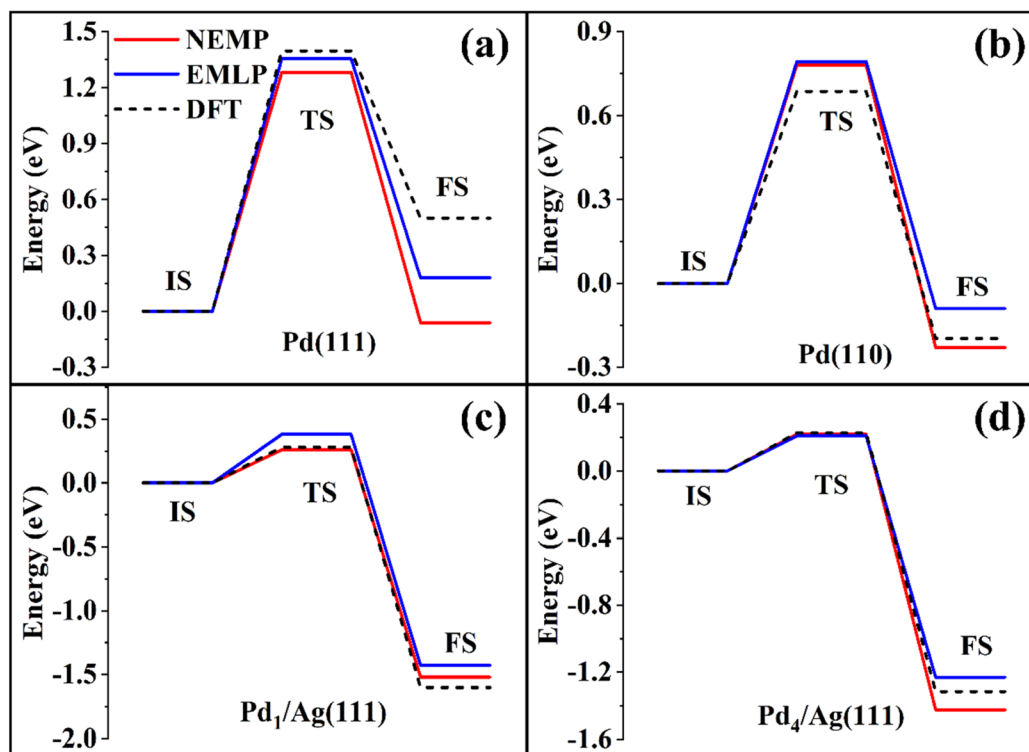 (a)
NEMP
EMLP
DFT
Energy (eV)
1.5
1.2
0.9
0.6
0.3
0.0
-0.3
IS
TS
FS
Pd(111)
(b)
Energy (eV)
0.9
0.6
0.3
0.0
-0.3
IS
TS
FS
Pd(110)
(c)
Energy (eV)
0.5
0.0
-0.5
-1.0
-1.5
-2.0
IS
TS
FS
Pd₁/Ag(111)
(d)
Energy (eV)
0.4
0.0
-0.4
-0.8
-1.2
-1.6
IS
TS
FS
Pd₄/Ag(111)